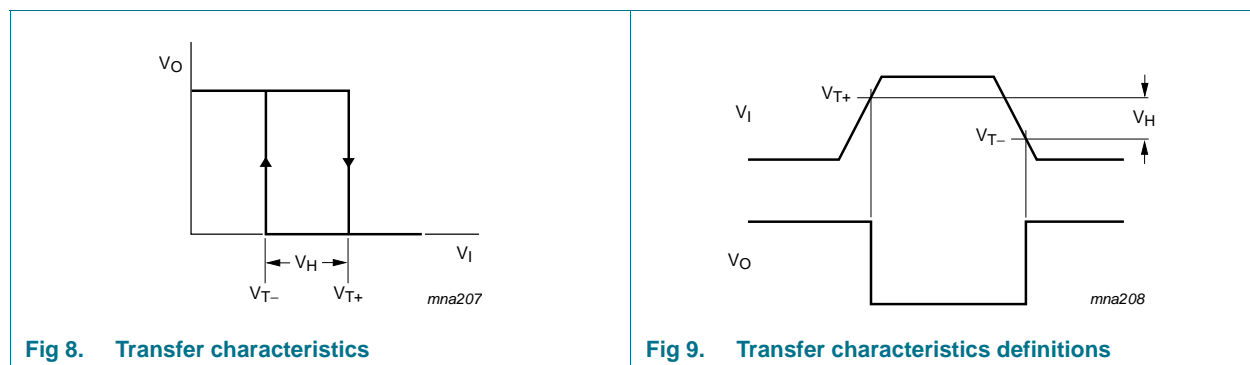 VO
VI
VH
VT−
VT+
mna207
Fig 8. Transfer characteristics
VT+
VI
VH
VT−
VO
mna208
Fig 9. Transfer characteristics definitions